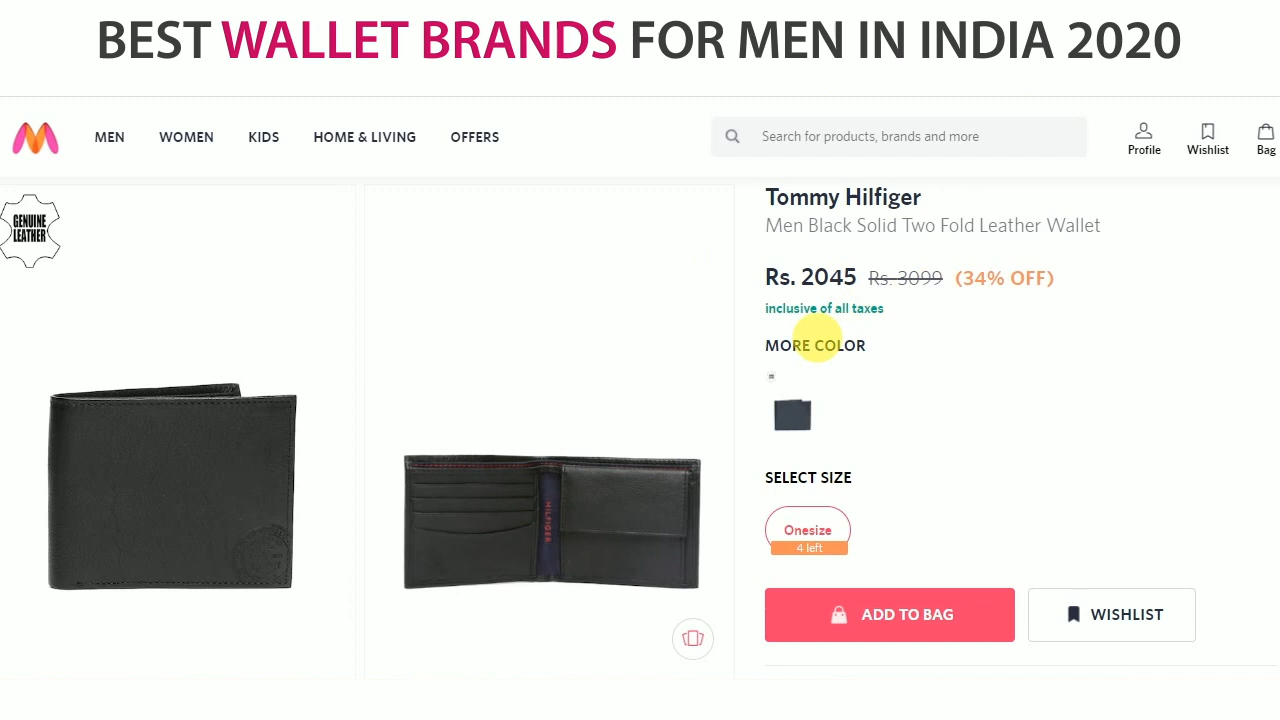 BEST WALLET BRANDS FOR MEN IN INDIA 2020
MEN WOMEN KIDS HOME & LIVING OFFERS
Search for products, brands and more
Profile Wishlist Bag
GENUINE
LEATHER
Tommy Hilfiger
Men Black Solid Two Fold Leather Wallet
Rs. 2045 Rs. 3099 (34% OFF)
inclusive of all taxes
MORE COLOR
HILFIGER
SELECT SIZE
Onesize
4 left
ADD TO BAG
WISHLIST